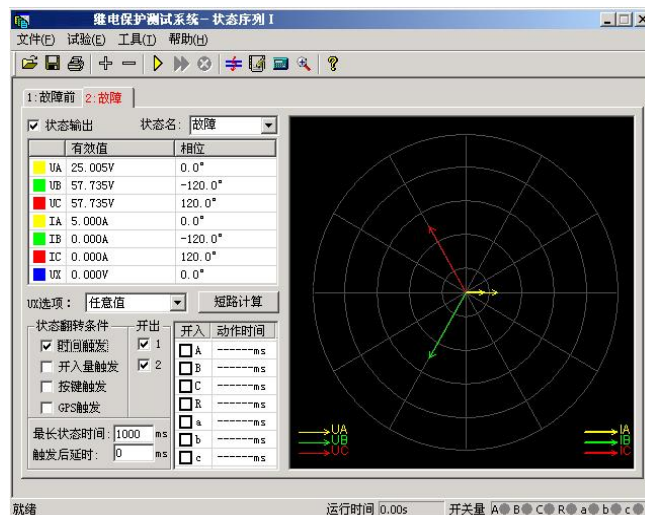 继电保护测试系统-状态序列 I
文件(F) 试验(E) 工具(T) 帮助(H)
1:故障前 2:故障
状态输出 状态名: 故障
有效值 相位
UA 25.005V 0.0°
UB 57.735V -120.0°
UC 57.735V 120.0°
IA 5.000A 0.0°
IB 0.000A -120.0°
IC 0.000A 120.0°
UX 0.000V 0.0°
UX选项: 任意值 短路计算
状态翻转条件 开出 开入 动作时间
时间触发 1 A ------ms
开入量触发 2 B ------ms
按键触发 C ------ms
GPS触发 R ------ms
最长状态时间: 1000 ms a ------ms
触发后延时: 0 ms b ------ms
c ------ms
UA IA
UB IB
UC IC
就绪 运行时间 0.00s 开关量 A B C R a b c